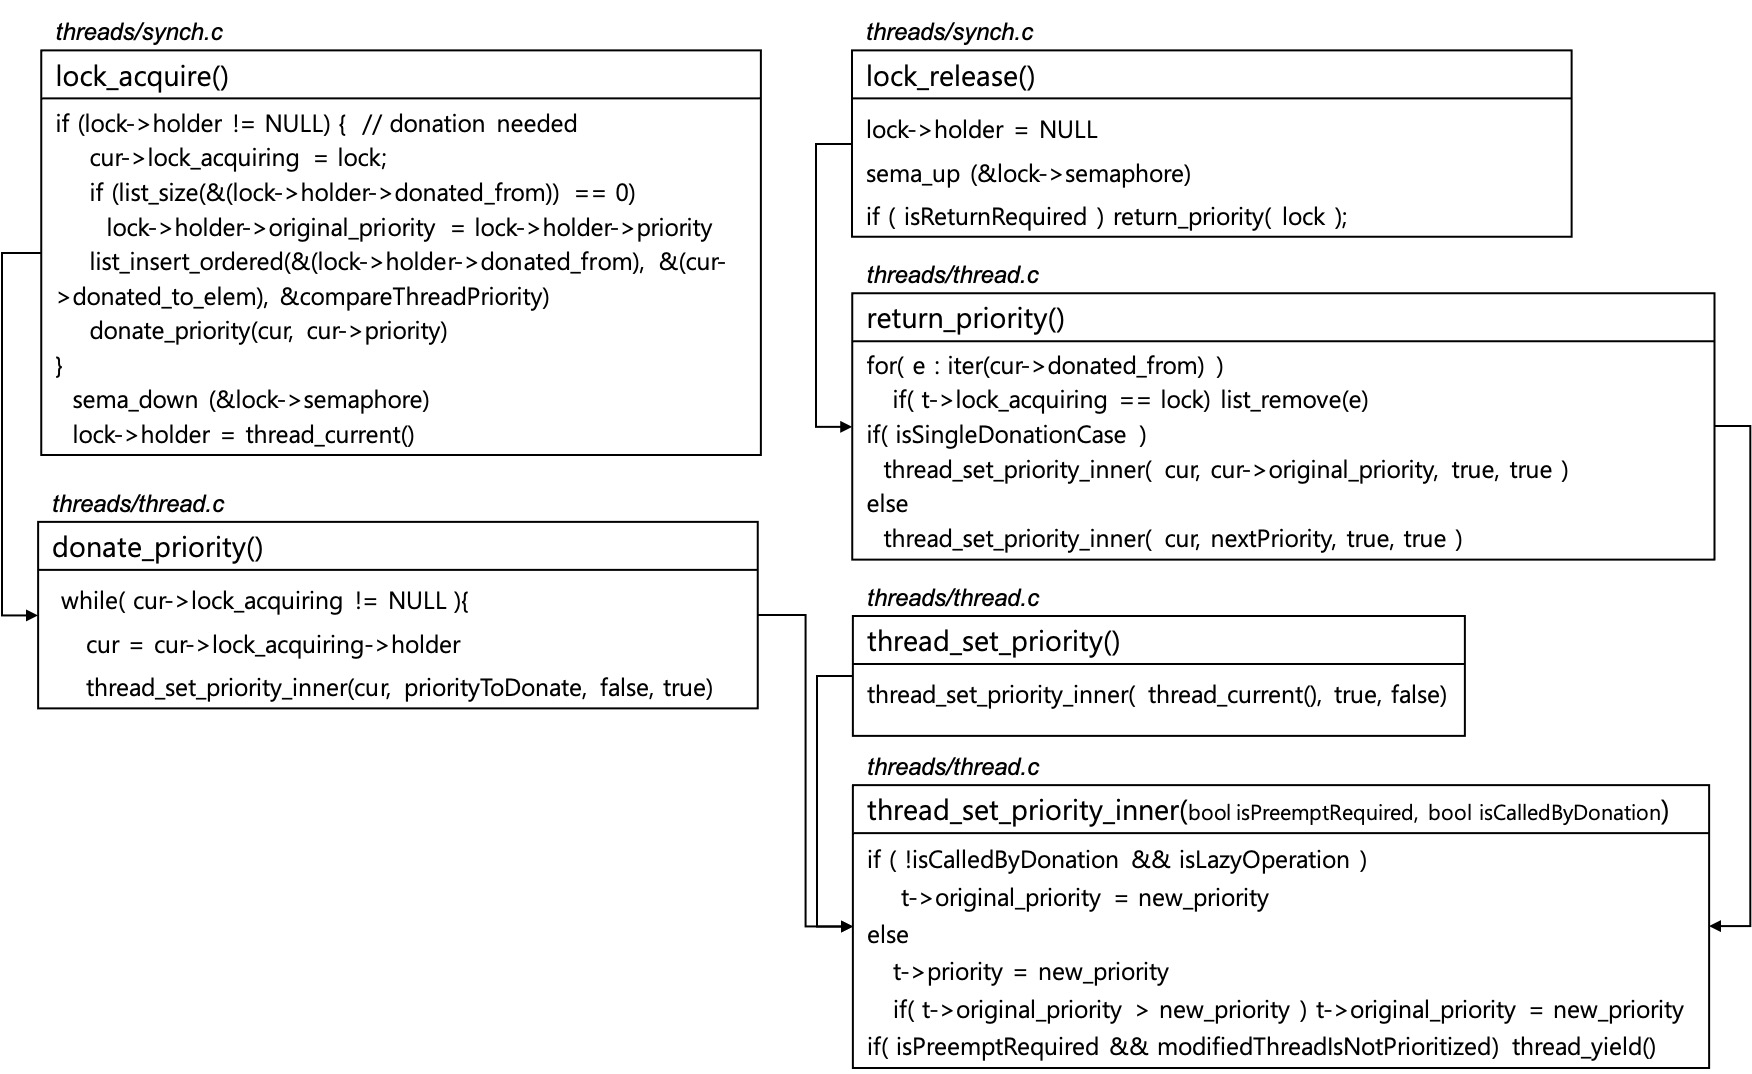 threads/synch.c
lock_acquire()
if (lock->holder != NULL) {  // donation needed
cur->lock_acquiring = lock;
if (list_size(&(lock->holder->donated_from)) == 0)
lock->holder->original_priority = lock->holder->priority
list_insert_ordered(&(lock->holder->donated_from), &(cur-
>donated_to_elem), &compareThreadPriority)
donate_priority(cur, cur->priority)
}
sema_down (&lock->semaphore)
lock->holder = thread_current()
threads/thread.c
donate_priority()
while( cur->lock_acquiring != NULL ){
cur = cur->lock_acquiring->holder
thread_set_priority_inner(cur, priorityToDonate, false, true)
threads/synch.c
lock_release()
lock->holder = NULL
sema_up (&lock->semaphore)
if ( isReturnRequired ) return_priority( lock );
threads/thread.c
return_priority()
for( e : iter(cur->donated_from) )
if( t->lock_acquiring == lock) list_remove(e)
if( isSingleDonationCase )
thread_set_priority_inner( cur, cur->original_priority, true, true )
else
thread_set_priority_inner( cur, nextPriority, true, true )
threads/thread.c
thread_set_priority()
thread_set_priority_inner( thread_current(), true, false)
threads/thread.c
thread_set_priority_inner(bool isPreemptRequired, bool isCalledByDonation)
if ( !isCalledByDonation && isLazyOperation )
t->original_priority = new_priority
else
t->priority = new_priority
if( t->original_priority > new_priority ) t->original_priority = new_priority
if( isPreemptRequired && modifiedThreadIsNotPrioritized) thread_yield()